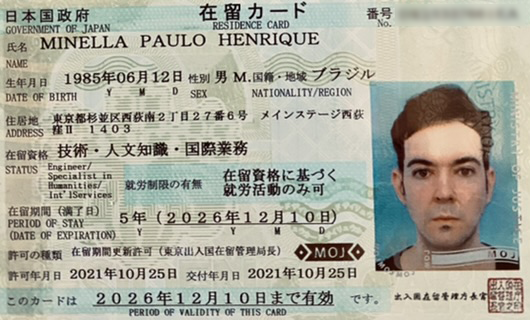 日本国政府 在留カード 番号
GOVERNMENT OF JAPAN RESIDENCE CARD No.
氏名 MINELLA PAULO HENRIQUE
NAME
生年月日 1985年06月12日 性別 男 M. 国籍・地域 ブラジル
DATE OF BIRTH Y M D SEX NATIONALITY/REGION
住居地 東京都杉並区西荻南2丁目27番6号 メインステージ西荻
ADDRESS 窪Ⅱ 1403
在留資格 技術・人文知識・国際業務
STATUS Engineer/
Specialist in
Humanities/
Int'lServices
就労制限の有無 在留資格に基づく
就労活動のみ可
在留期間(満了日) 5年(2026年12月10日)
PERIOD OF STAY Y M D
(DATE OF EXPIRATION) Y M D
許可の種類 在留期間更新許可(東京出入国在留管理局長)
MOJ
許可年月日 2021年10月25日 交付年月日 2021年10月25日
このカードは 2026年12月10日まで有効 です。
PERIOD OF VALIDITY OF THIS CARD
MOJ
出入国在留管理庁長官